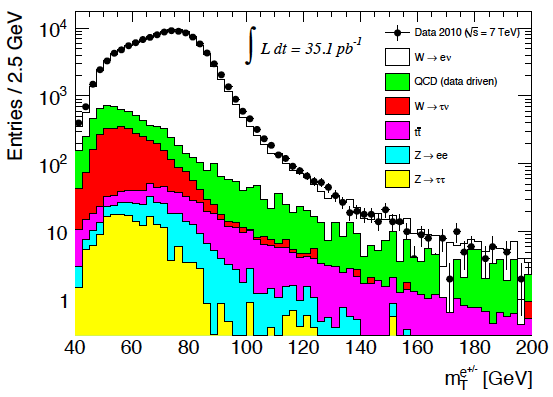 Entries / 2.5 GeV
10⁴
10³
10²
10
1
∫ L dt = 35.1 pb⁻¹
Data 2010 (√s = 7 TeV)
W → eν
QCD (data driven)
W → τν
tt̄
Z → ee
Z → ττ
40 60 80 100 120 140 160 180 200
m_T^{e+/-} [GeV]